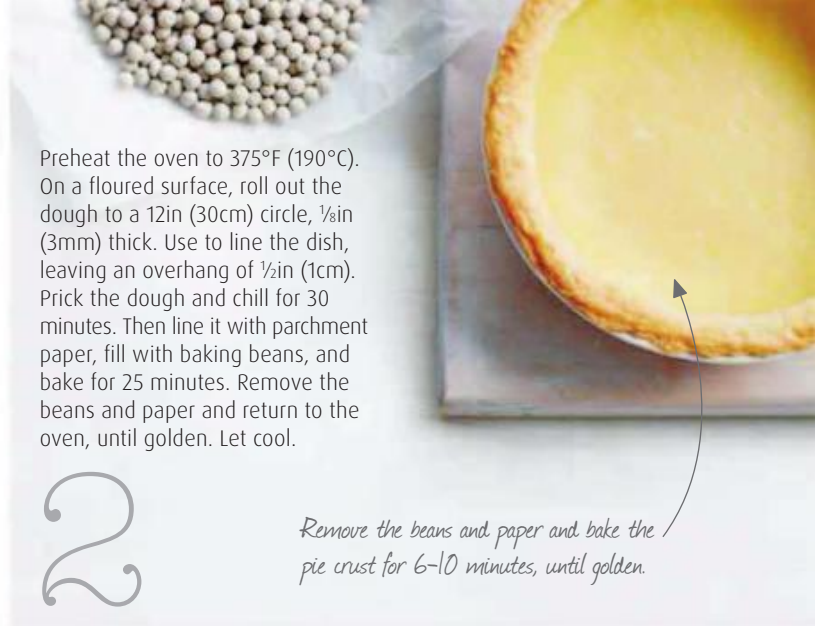 Preheat the oven to 375°F (190°C).
On a floured surface, roll out the
dough to a 12in (30cm) circle, ⅛in
(3mm) thick. Use to line the dish,
leaving an overhang of ½in (1cm).
Prick the dough and chill for 30
minutes. Then line it with parchment
paper, fill with baking beans, and
bake for 25 minutes. Remove the
beans and paper and return to the
oven, until golden. Let cool.
2
Remove the beans and paper and bake the
pie crust for 6-10 minutes, until golden.